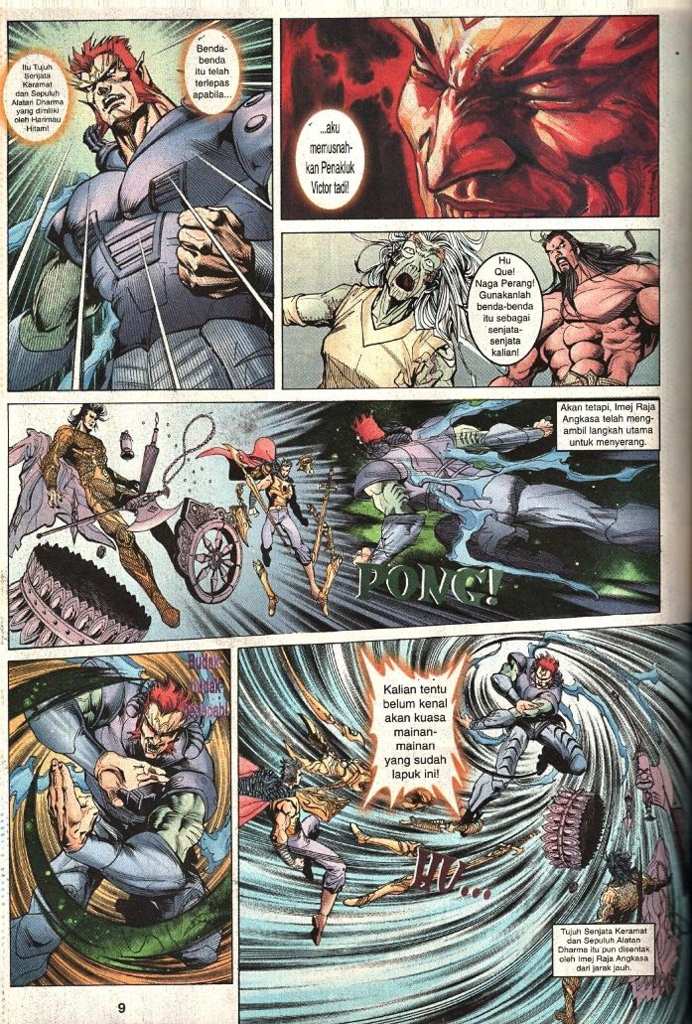 Itu Tujuh
Senjata
Keramat
dan Sepuluh
Alatan Dharma
yang dimiliki
oleh Harimau
Hitam!
Benda-
benda
itu telah
terlepas
apabila...
...aku
memusnah-
kan Penakluk
Victor tadi!
Hu
Que!
Naga Perang!
Gunakanlah
benda-benda
itu sebagai
senjata-
senjata
kalian!
Akan tetapi, Imej Raja
Angkasa telah meng-
ambil langkah utama
untuk menyerang.
PONG!
Budak-
budak
Kalian tentu
belum kenal
akan kuasa
mainan-
mainan
yang sudah
lapuk ini!
HU...
Tujuh Senjata Keramat
dan Sepuluh Alatan
Dharma itu pun disentak
oleh Imej Raja Angkasa
dari jarak jauh.
9